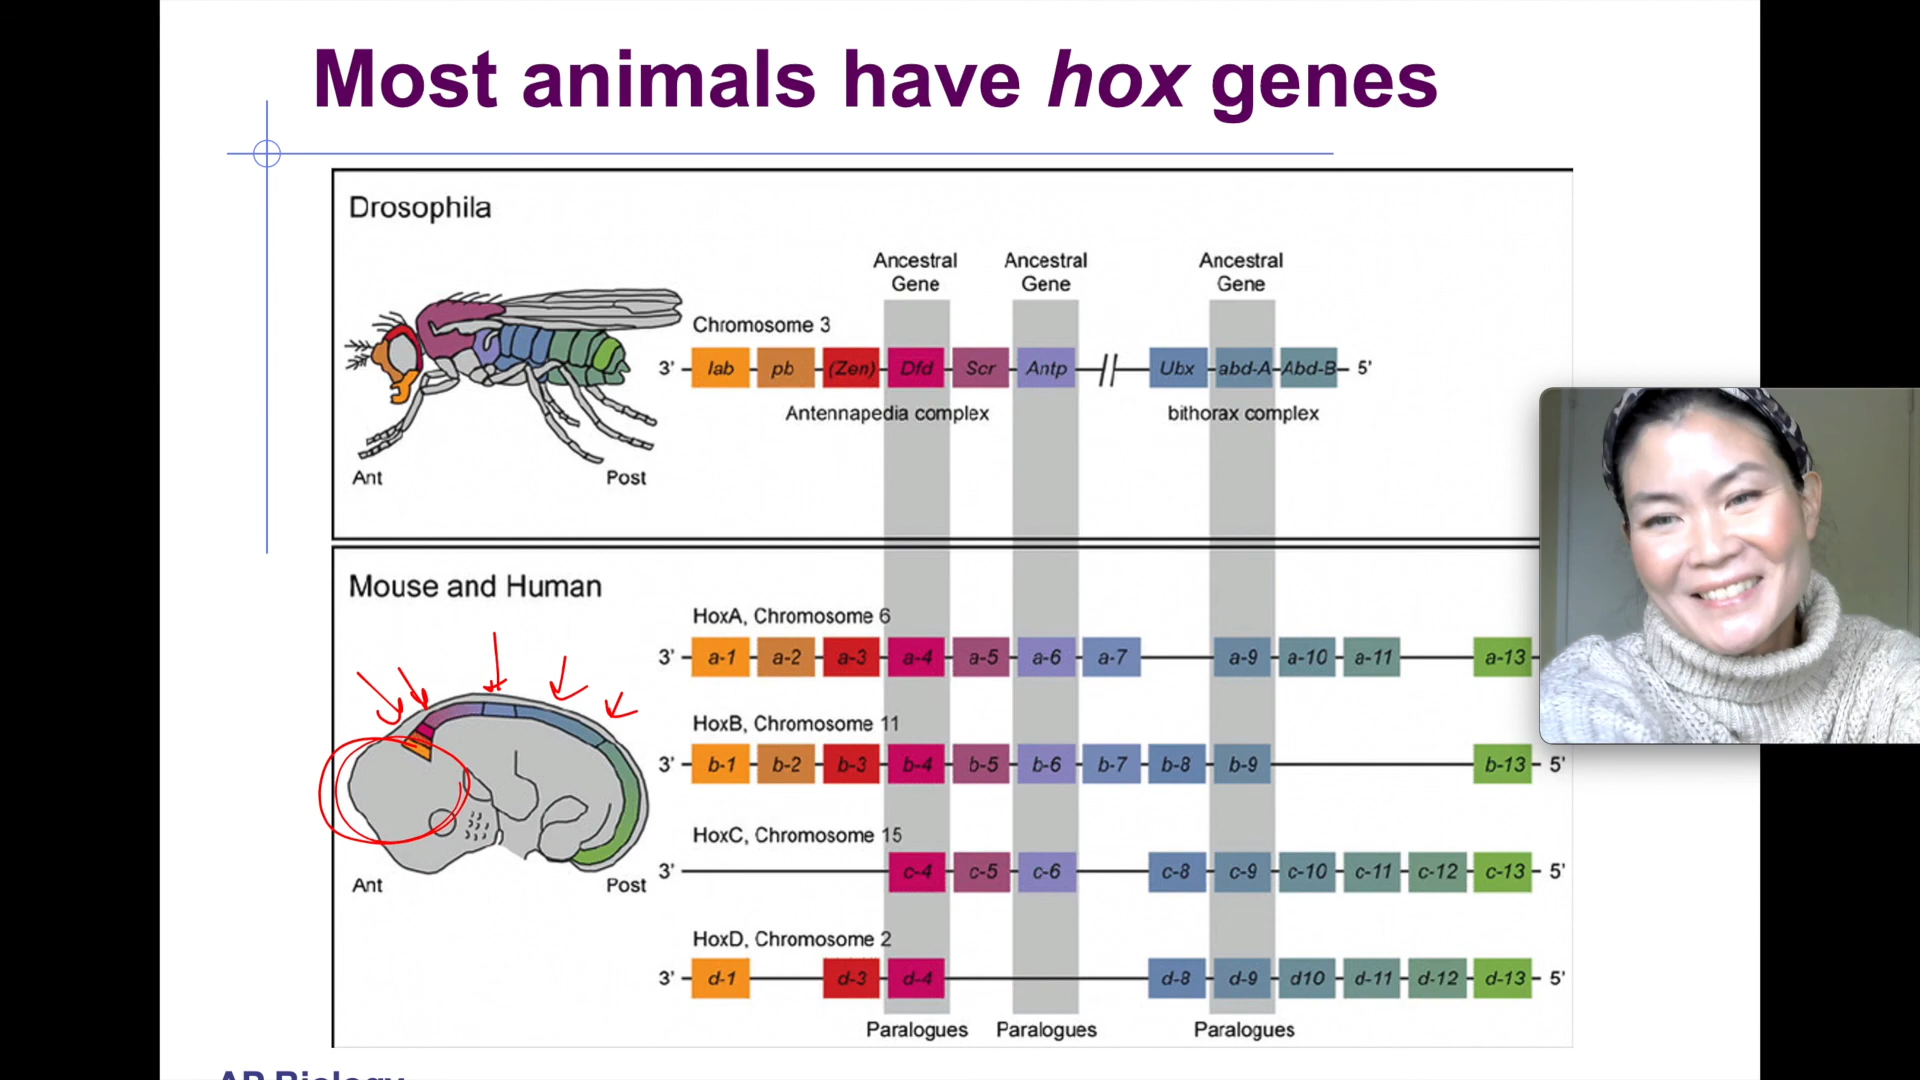 Most animals have hox genes
Drosophila
Ancestral Gene
Ancestral Gene
Ancestral Gene
Chromosome 3
3' lab pb (Zen) Dfd Scr Antp Ubx abd-A Abd-B 5'
Antennapedia complex
bithorax complex
Ant
Post
Mouse and Human
HoxA, Chromosome 6
3' a-1 a-2 a-3 a-4 a-5 a-6 a-7 a-9 a-10 a-11 a-13
HoxB, Chromosome 11
3' b-1 b-2 b-3 b-4 b-5 b-6 b-7 b-8 b-9 b-13 5'
HoxC, Chromosome 15
Ant
Post
3' c-4 c-5 c-6 c-8 c-9 c-10 c-11 c-12 c-13 5'
HoxD, Chromosome 2
3' d-1 d-3 d-4 d-8 d-9 d10 d-11 d-12 d-13 5'
Paralogues
Paralogues
Paralogues
AP Biology